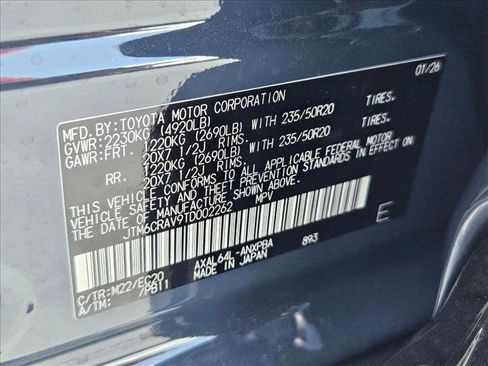 01/26
MFD.BY:TOYOTA MOTOR CORPORATION
GVWR:2230KG (4920LB)
GAWR:FRT. 1220KG (2690LB) WITH 235/50R20 TIRES.
20X7 1/2J RIMS.
RR. 1220KG (2690LB) WITH 235/50R20 TIRES.
20X7 1/2J RIMS.
THIS VEHICLE CONFORMS TO ALL APPLICABLE FEDERAL MOTOR
VEHICLE SAFETY AND THEFT PREVENTION STANDARDS IN EFFECT ON
THE DATE OF MANUFACTURE SHOWN ABOVE.
JTM6CRAV9TD002262 MPV
E
C/TR:M22/EC20 AXAL64L-ANXPBA 893
A/TM: /PB11 MADE IN JAPAN